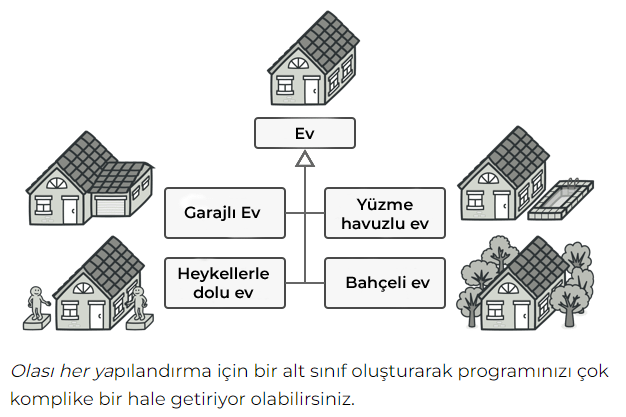 Ev
Garajlı Ev
Yüzme
havuzlu ev
Heykellerle
dolu ev
Bahçeli ev
Olası her yapılandırma için bir alt sınıf oluşturarak programınızı çok
komplike bir hale getiriyor olabilirsiniz.